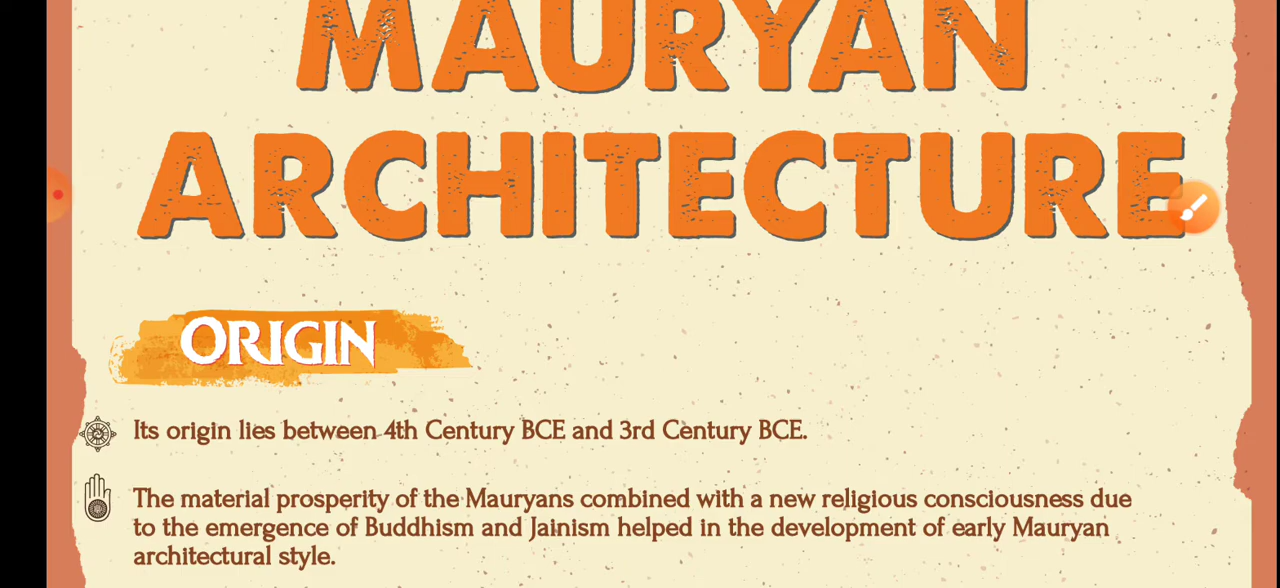 MAURYAN
ARCHITECTURE
ORIGIN
Its origin lies between 4th Century BCE and 3rd Century BCE.
The material prosperity of the Mauryans combined with a new religious consciousness due
to the emergence of Buddhism and Jainism helped in the development of early Mauryan
architectural style.